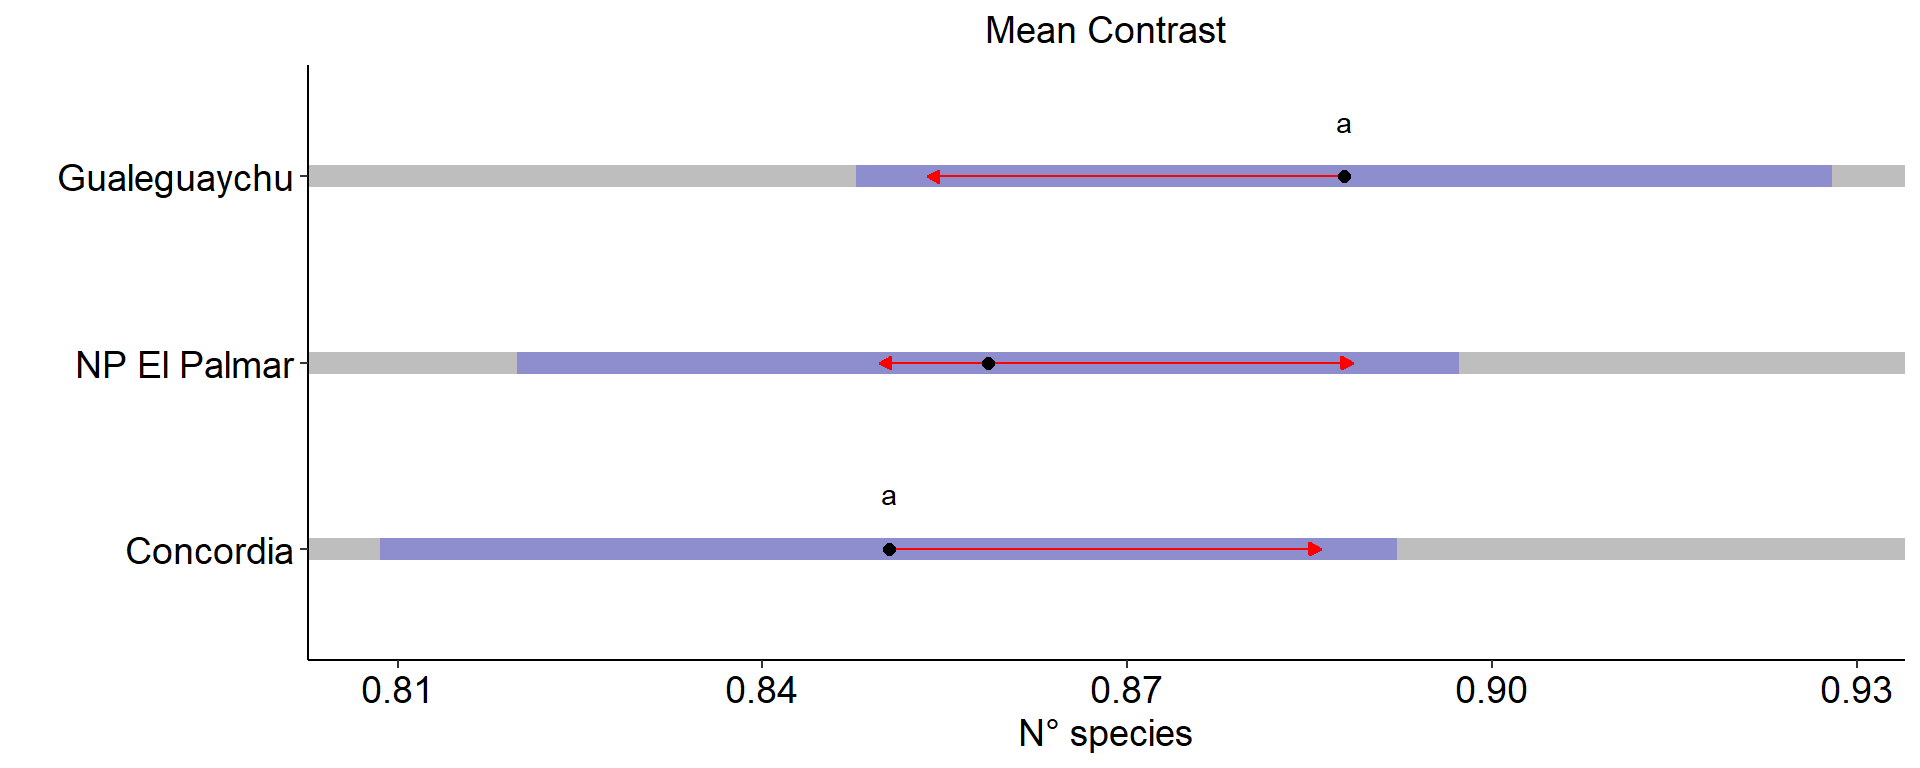 Mean Contrast
a
Gualeguaychu
NP El Palmar
a
Concordia
0.81 0.84 0.87 0.90 0.93
N° species